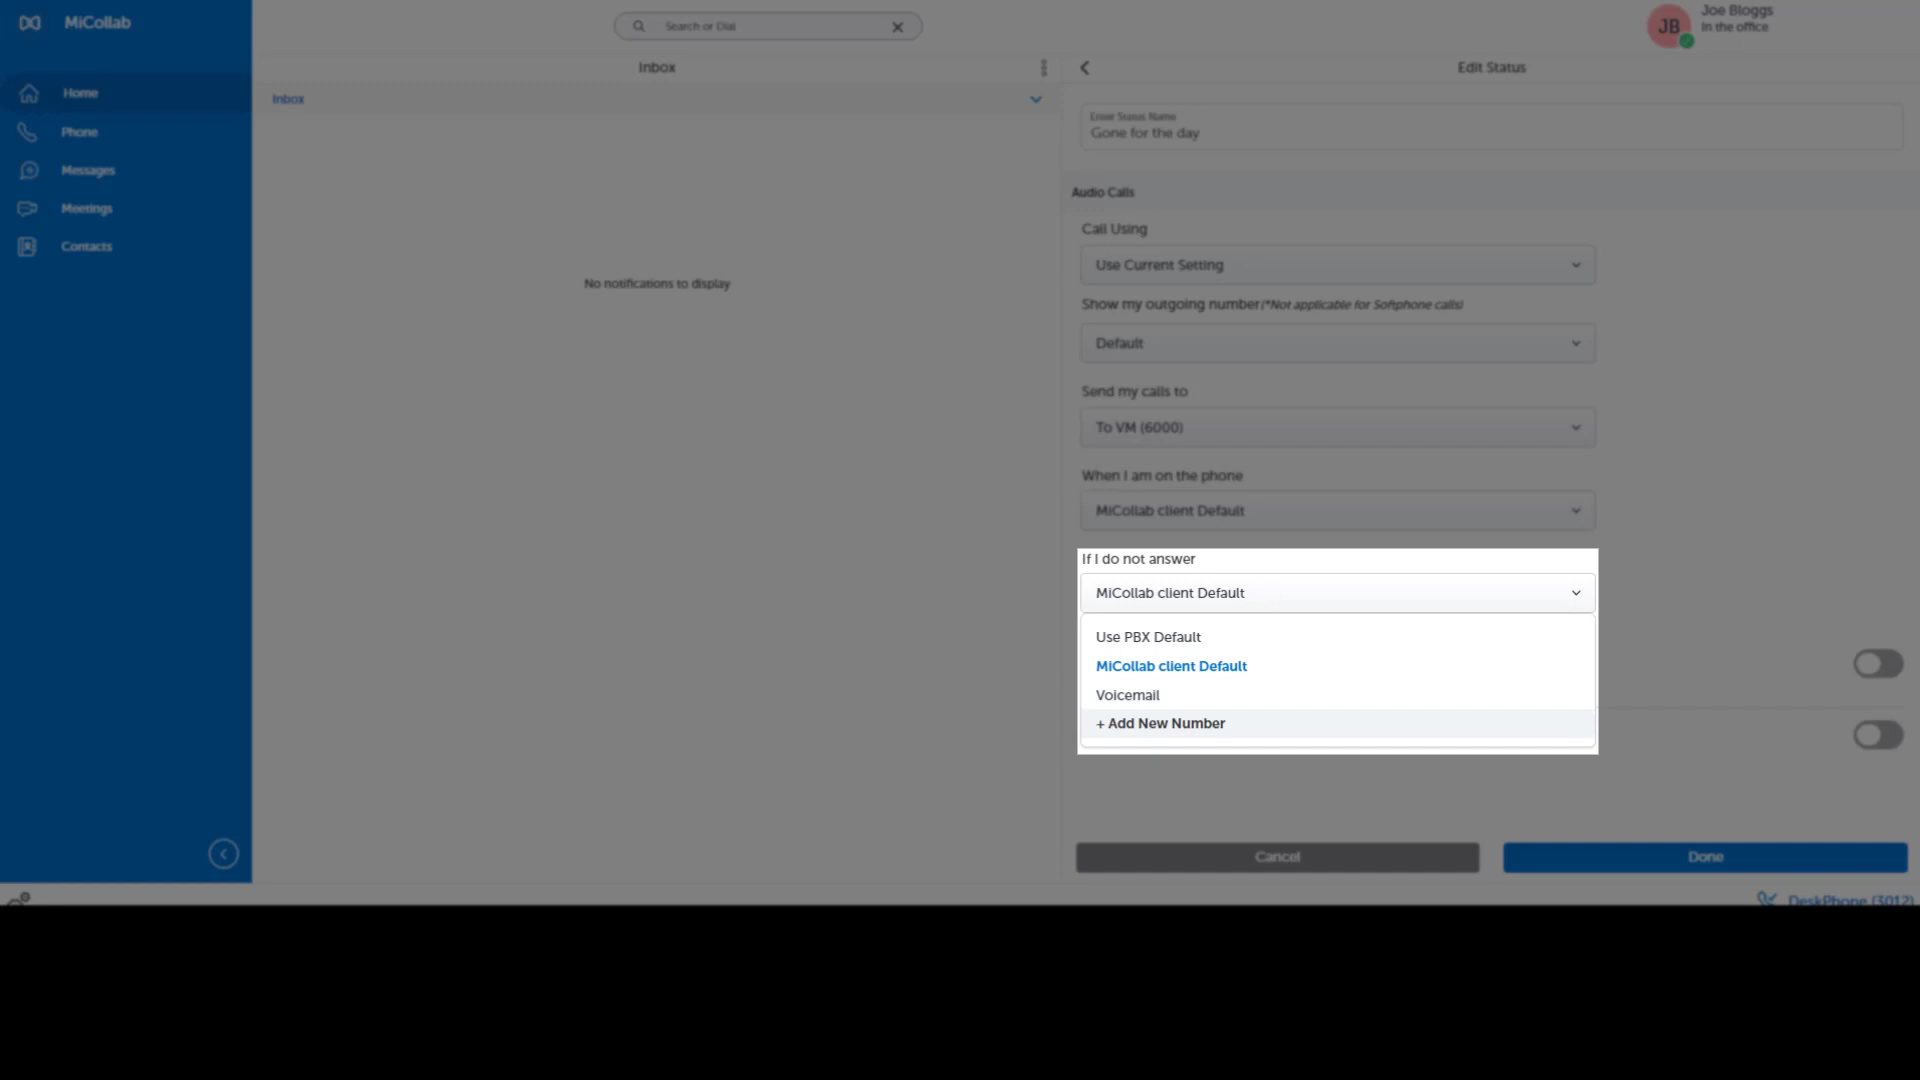 MiCollab
Search or Dial
JB
Joe Bloggs
In the office
Home
Phone
Messages
Meetings
Contacts
Inbox
Inbox
No notifications to display
Edit Status
Enter Status Name
Gone for the day
Audio Calls
Call Using
Use Current Setting
Show my outgoing number(*Not applicable for Softphone calls)
Default
Send my calls to
To VM (6000)
When I am on the phone
MiCollab client Default
If I do not answer
MiCollab client Default
Use PBX Default
MiCollab client Default
Voicemail
+ Add New Number
Cancel
Done
DeskPhone (3012)